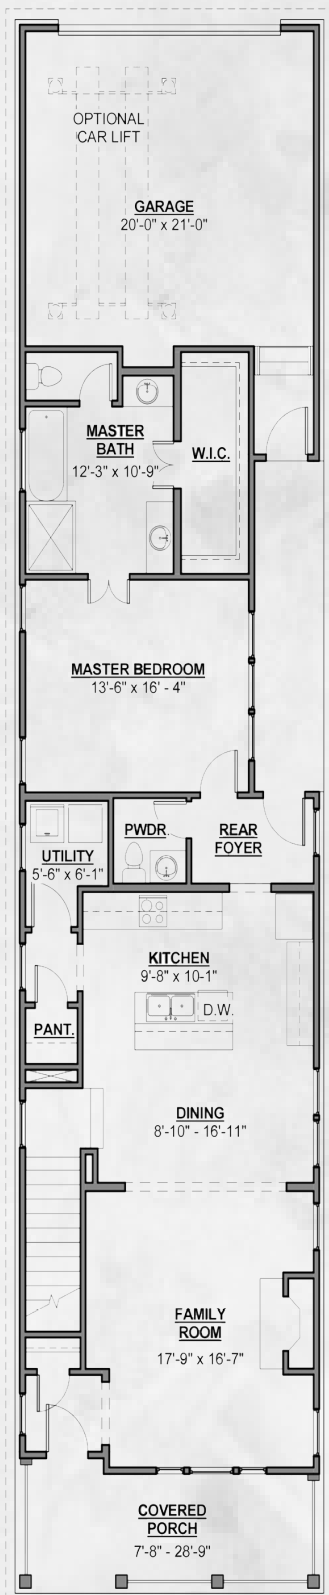 OPTIONAL
CAR LIFT
GARAGE
20'-0" x 21'-0"
MASTER
BATH
12'-3" x 10'-9"
W.I.C.
MASTER BEDROOM
13'-6" x 16' - 4"
PWDR.
REAR
FOYER
UTILITY
5'-6" x 6'-1"
KITCHEN
9'-8" x 10-1"
D.W.
PANT.
DINING
8'-10" - 16'-11"
FAMILY
ROOM
17'-9" x 16'-7"
COVERED
PORCH
7'-8" - 28'-9"